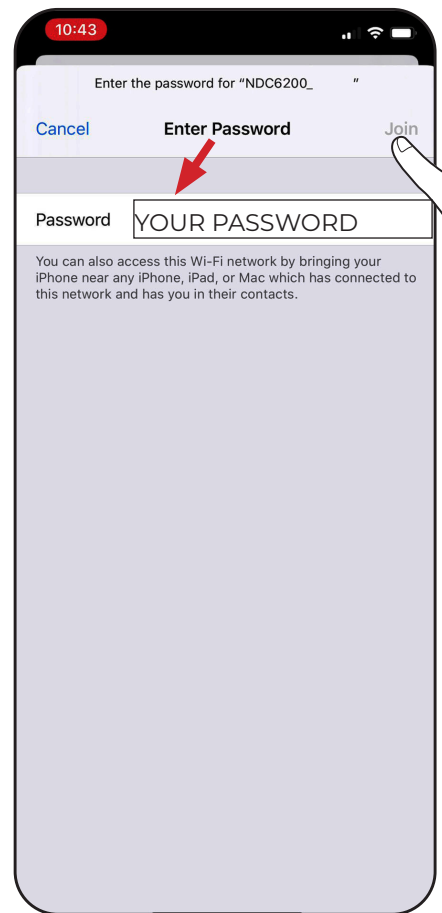 10:43
Enter the password for “NDC6200_ ”
Cancel Enter Password Join
Password YOUR PASSWORD
You can also access this Wi-Fi network by bringing your
iPhone near any iPhone, iPad, or Mac which has connected to
this network and has you in their contacts.